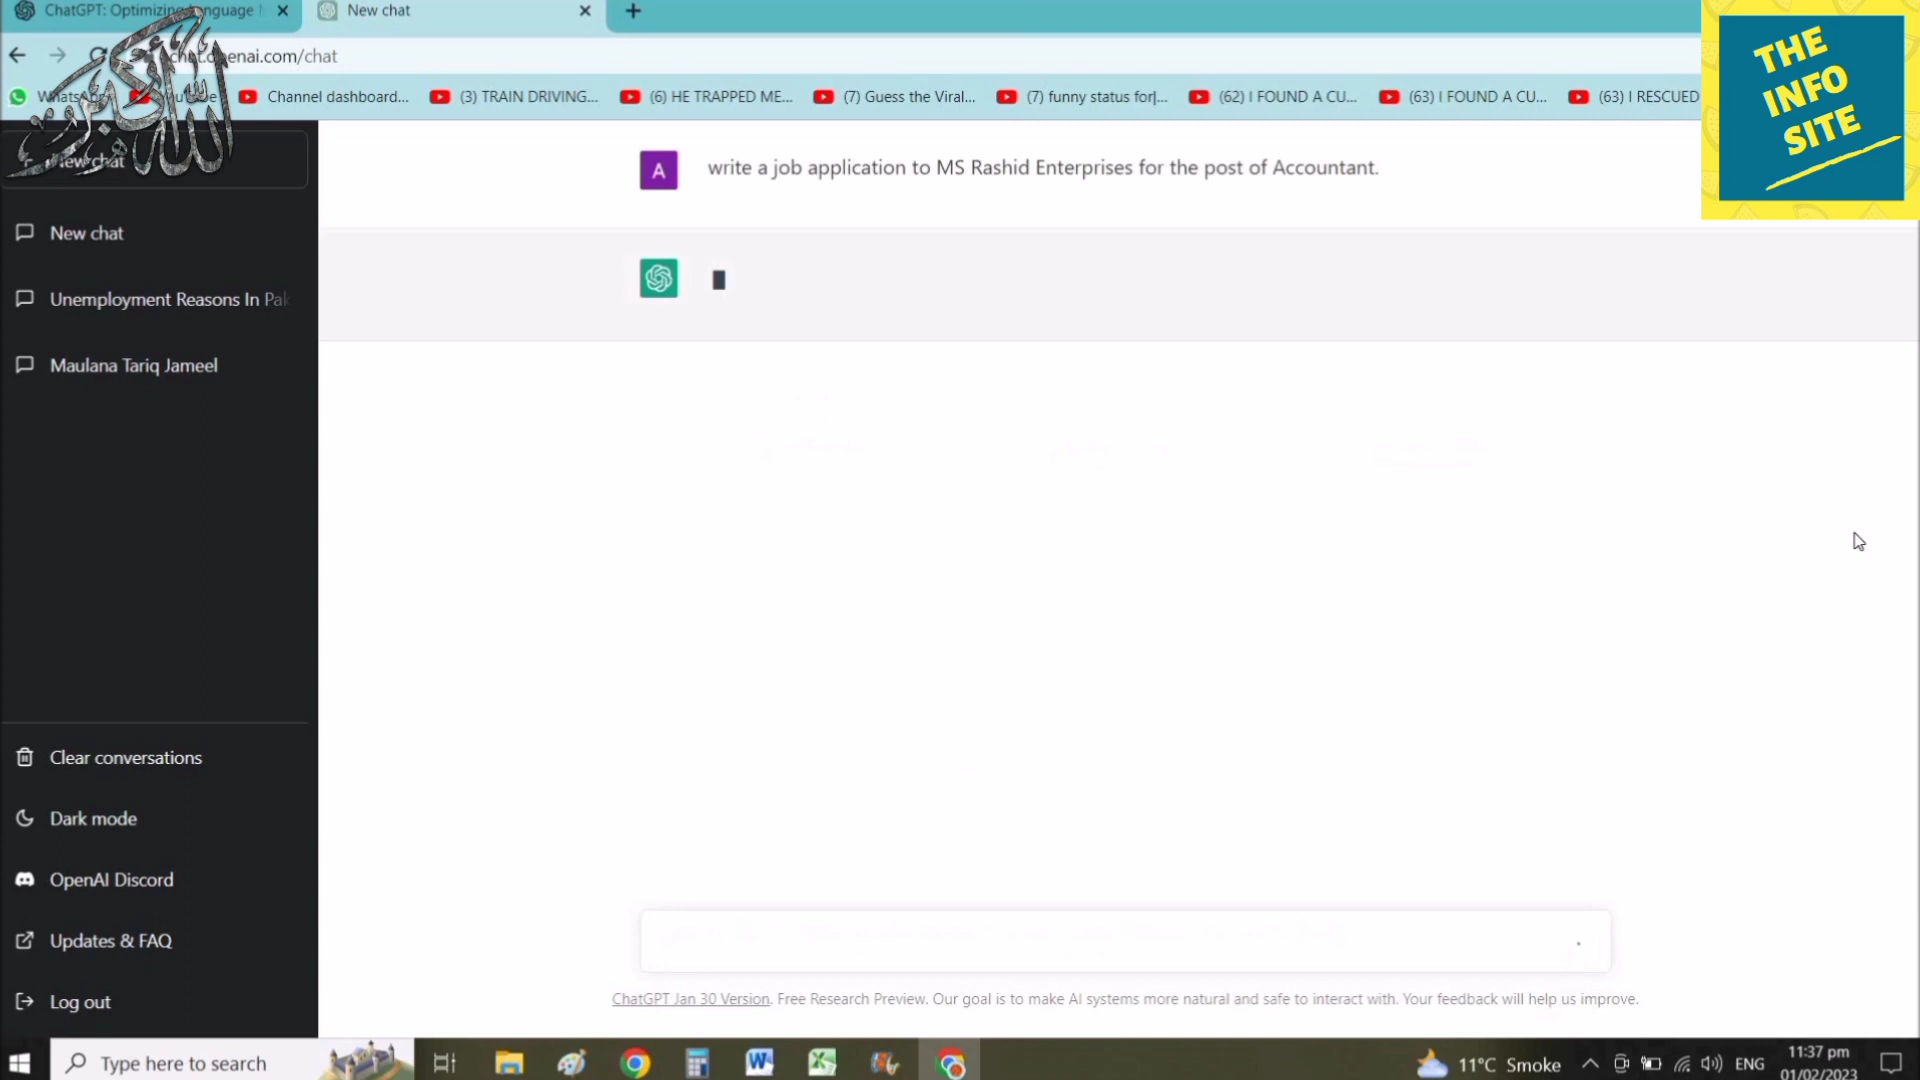 ChatGPT: Optimizing
New chat
openai.com/chat
WhatsApp
Channel dashboard...
(3) TRAIN DRIVING...
(6) HE TRAPPED ME...
(7) Guess the Viral...
(7) funny status for|...
(62) I FOUND A CU...
(63) I FOUND A CU...
(63) I RESCUED
THE
INFO
SITE
New chat
write a job application to MS Rashid Enterprises for the post of Accountant.
A
New chat
Unemployment Reasons In Pak
Maulana Tariq Jameel
Clear conversations
Dark mode
OpenAI Discord
Updates & FAQ
Log out
ChatGPT Jan 30 Version. Free Research Preview. Our goal is to make AI systems more natural and safe to interact with. Your feedback will help us improve.
Type here to search
11°C Smoke
ENG
11:37 pm
01/02/2023